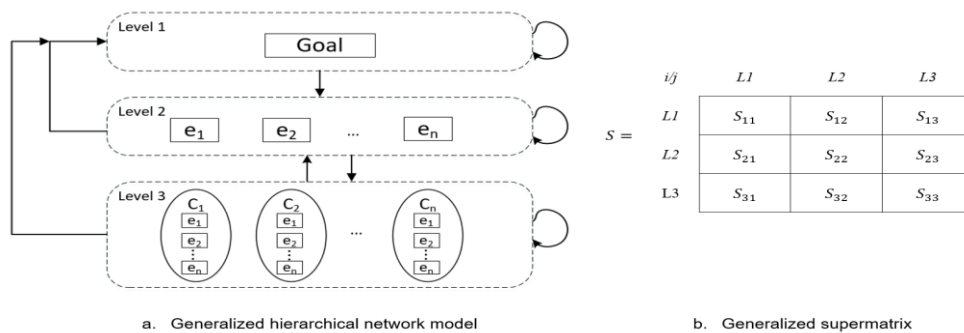 Level 1
Goal
Level 2
e₁ e₂ ... eₙ
Level 3
C₁ C₂ ... Cₙ
e₁ e₁ e₁
e₂ e₂ e₂
eₙ eₙ eₙ
a. Generalized hierarchical network model
i/j L1 L2 L3
L1 S₁₁ S₁₂ S₁₃
S =
L2 S₂₁ S₂₂ S₂₃
L3 S₃₁ S₃₂ S₃₃
b. Generalized supermatrix